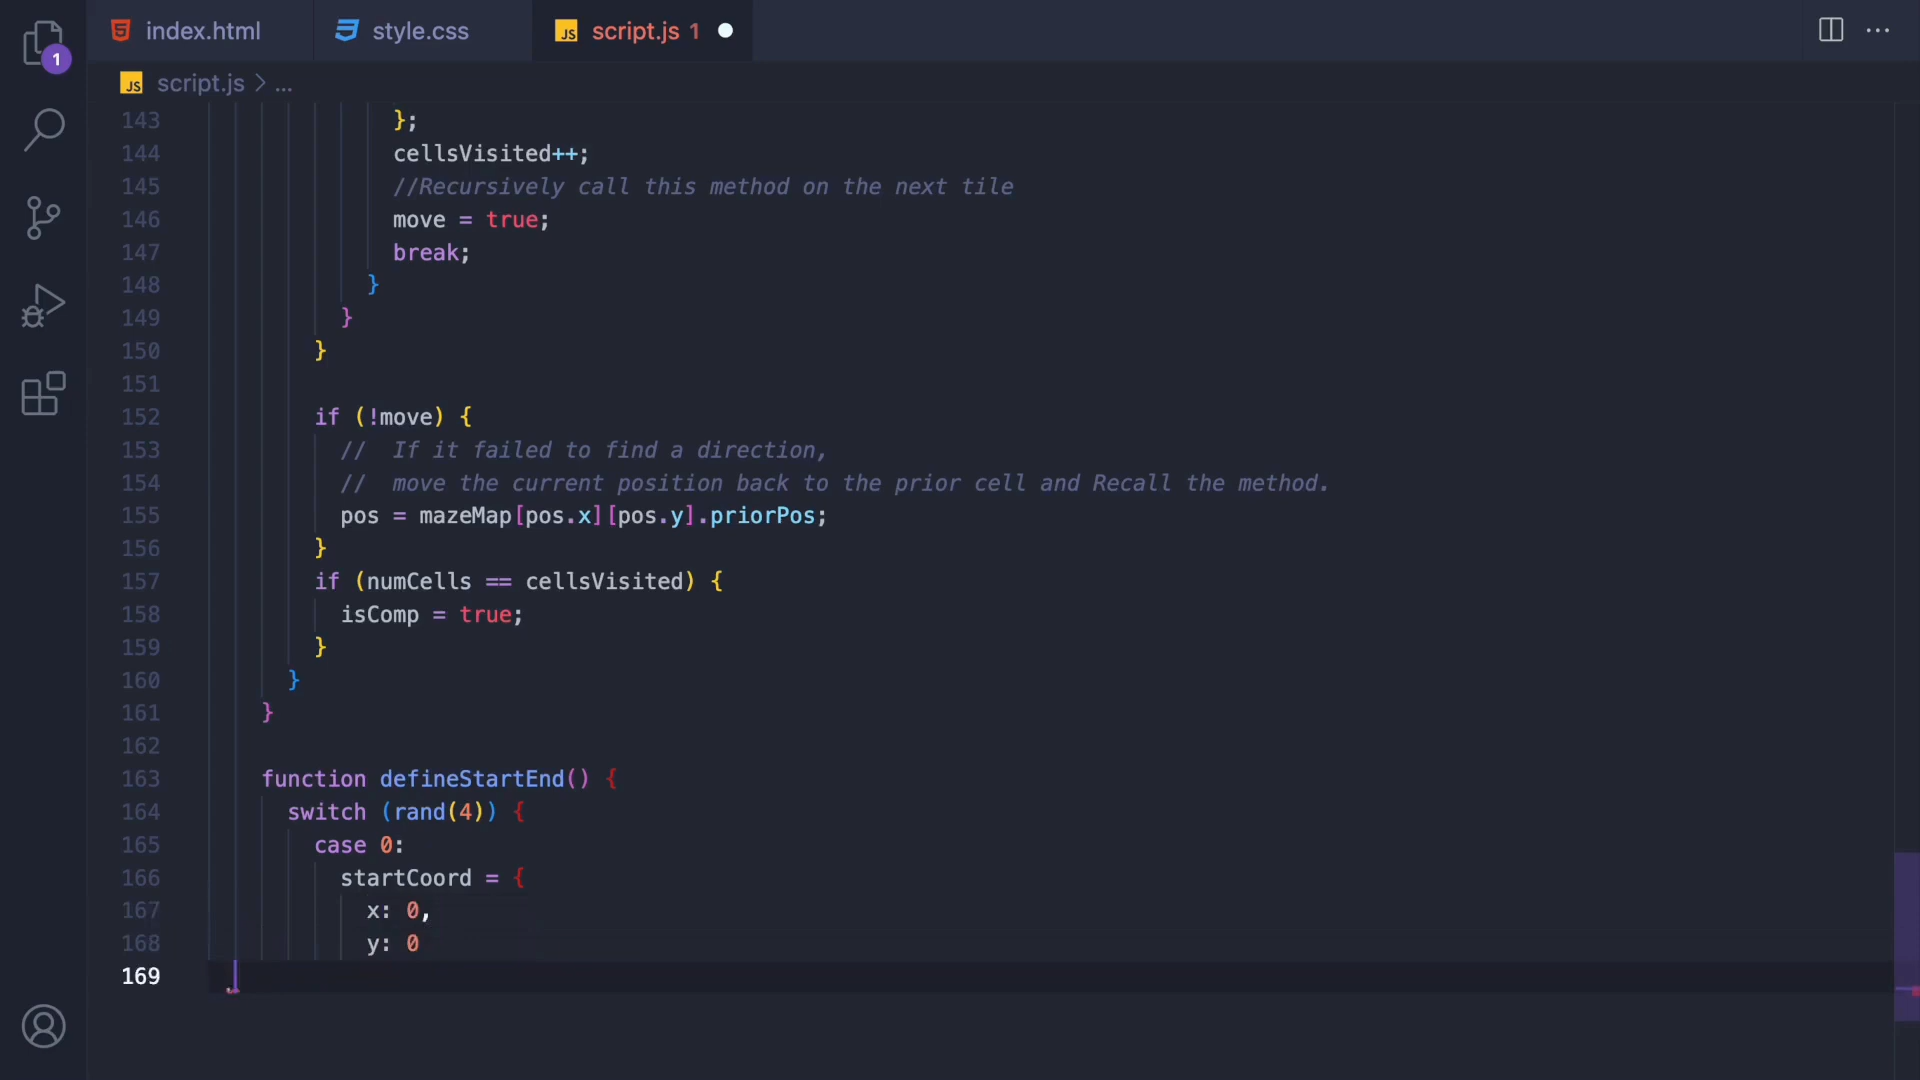 1
index.html
style.css
JS script.js 1
JS script.js > ...
143 };
144 cellsVisited++;
145 //Recursively call this method on the next tile
146 move = true;
147 break;
148 }
149 }
150 }
151
152 if (!move) {
153 //  If it failed to find a direction,
154 //  move the current position back to the prior cell and Recall the method.
155 pos = mazeMap[pos.x][pos.y].priorPos;
156 }
157 if (numCells == cellsVisited) {
158 isComp = true;
159 }
160 }
161 }
162
163 function defineStartEnd() {
164 switch (rand(4)) {
165 case 0:
166 startCoord = {
167 x: 0,
168 y: 0
169